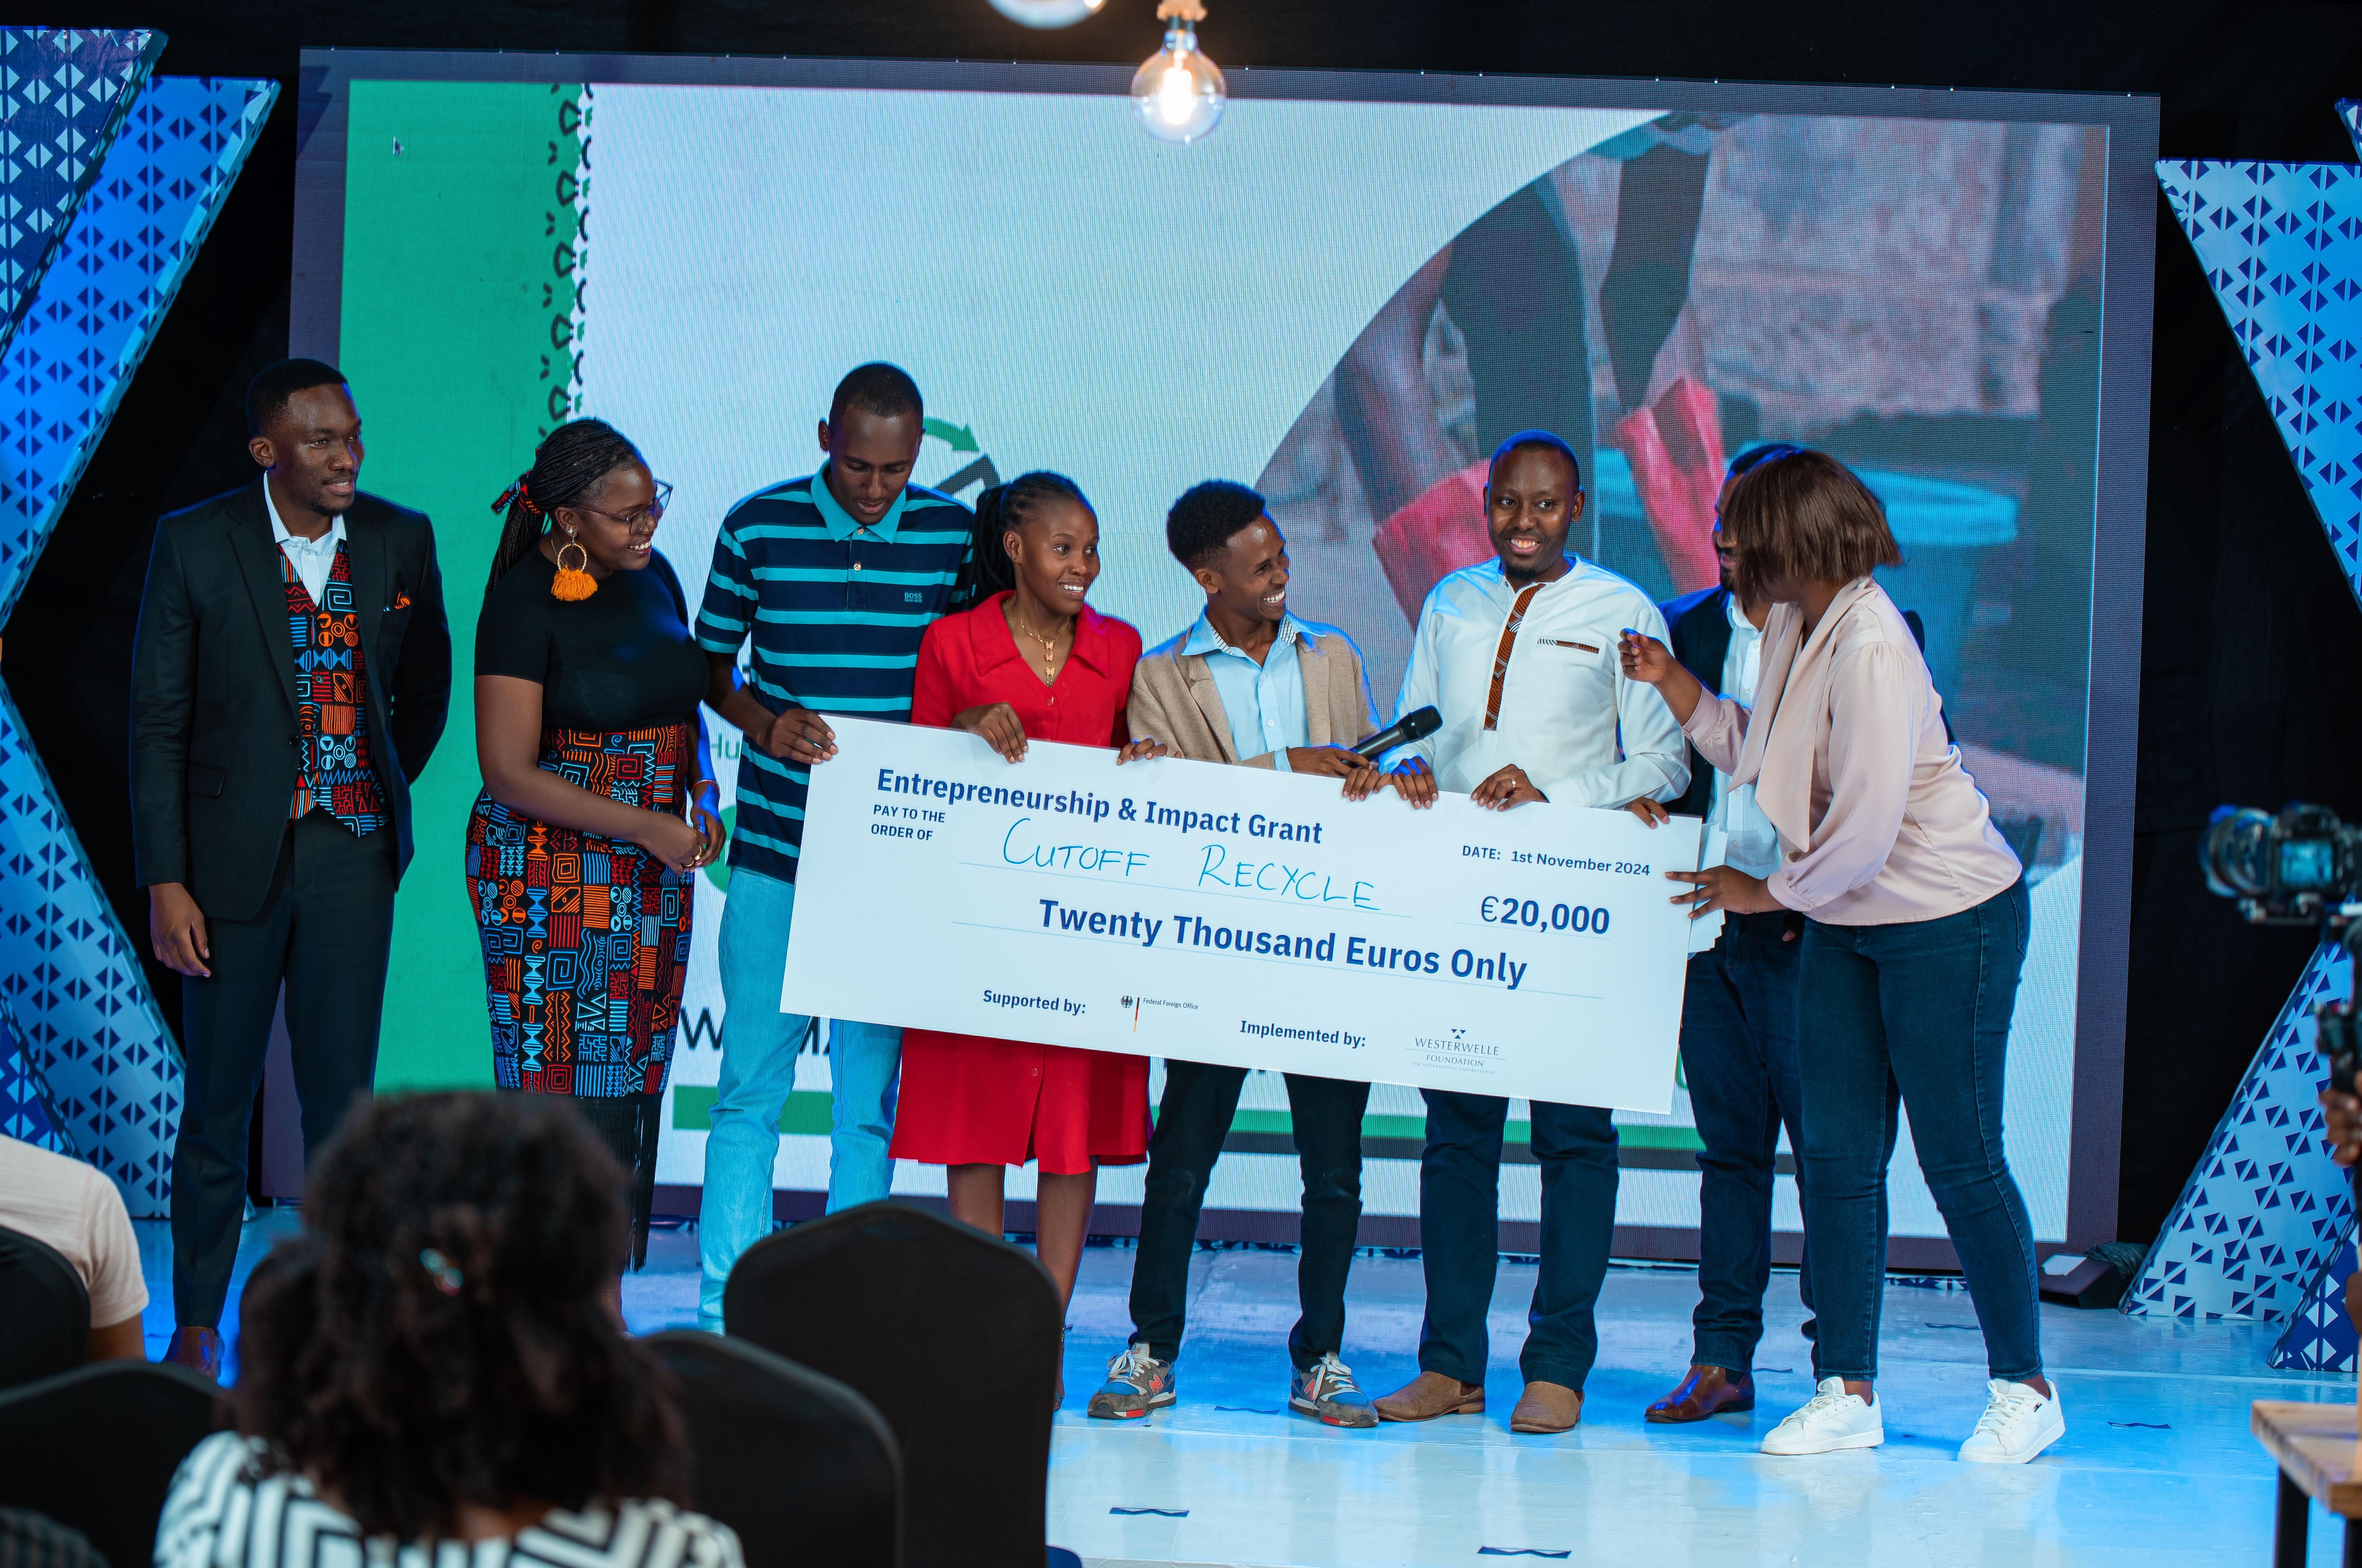 BOSS
Entrepreneurship & Impact Grant
PAY TO THE
ORDER OF
CUTOFF RECYCLE
DATE: 1st November 2024
€20,000
Twenty Thousand Euros Only
Supported by:
Federal Foreign Office
Implemented by:
WESTERWELLE
FOUNDATION